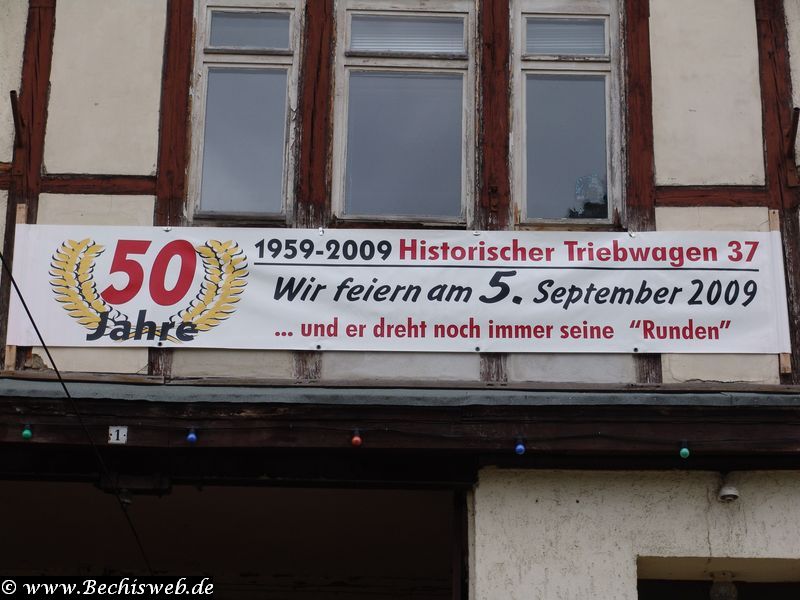 50
Jahre
1959-2009 Historischer Triebwagen 37
Wir feiern am 5. September 2009
... und er dreht noch immer seine "Runden"
1
© www.Bechisweb.de